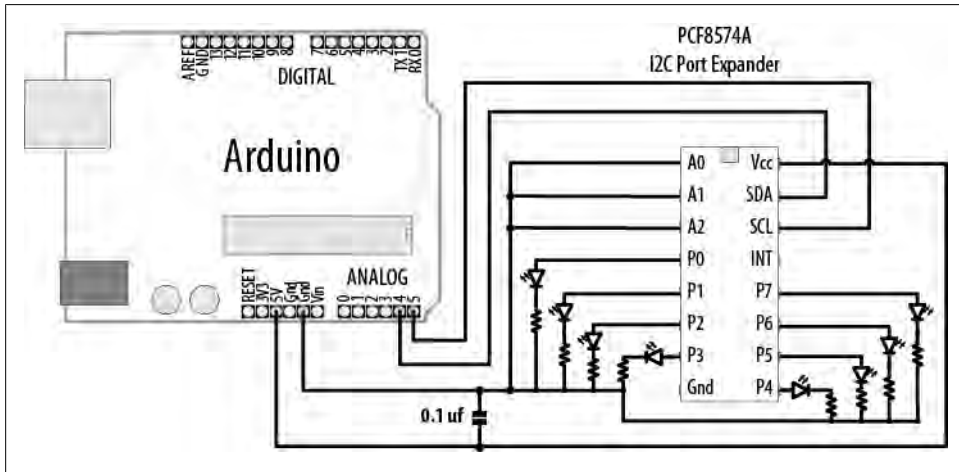 PCF8574A
I2C Port Expander
AREF
GND
13
12
11
10
9
8
7
6
5
4
3
2
TX 1
RX 0
DIGITAL
Arduino
ANALOG
RESET
3V3
5V
Gnd
Gnd
Vin
0
1
2
3
4
5
A0
A1
A2
P0
P1
P2
P3
Gnd
Vcc
SDA
SCL
INT
P7
P6
P5
P4
0.1 uf